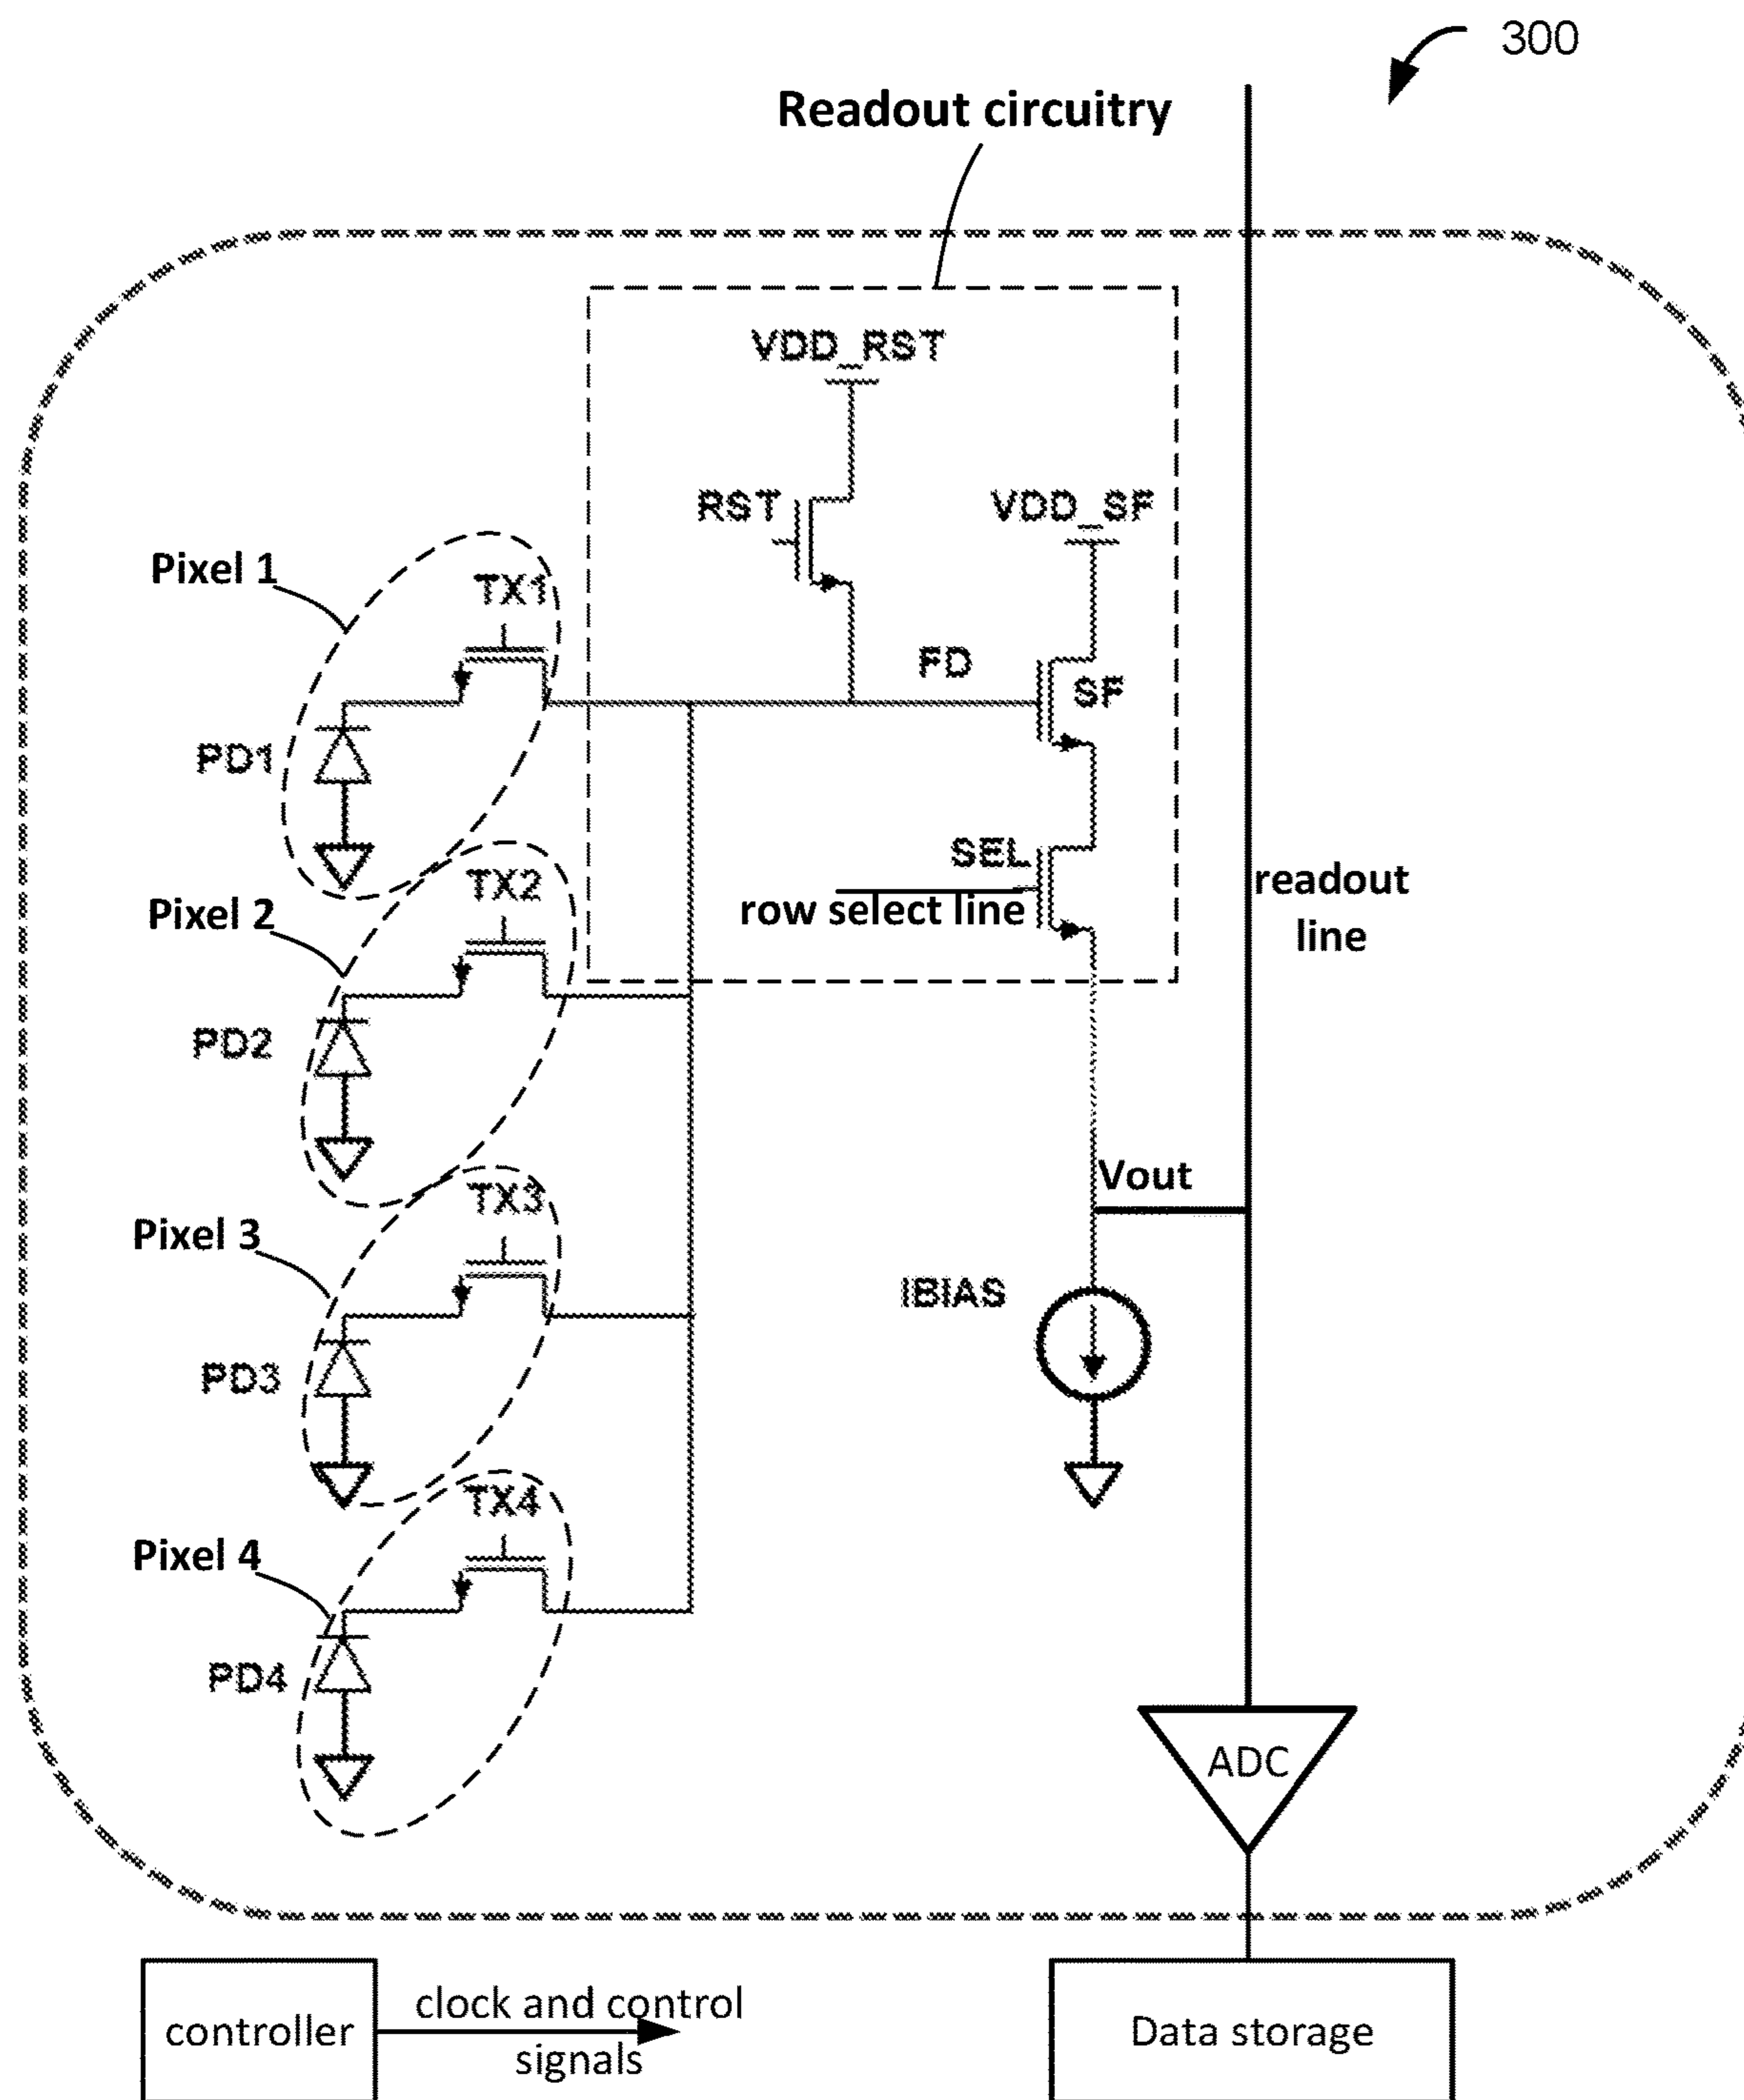 300
Readout circuitry
VDD_RST
RST
VDD_SF
Pixel 1
TX1
FD
SF
PD1
SEL
row select line
readout
line
TX2
Pixel 2
PD2
Vout
TX3
Pixel 3
IBIAS
PD3
TX4
Pixel 4
PD4
ADC
controller
clock and control
signals
Data storage